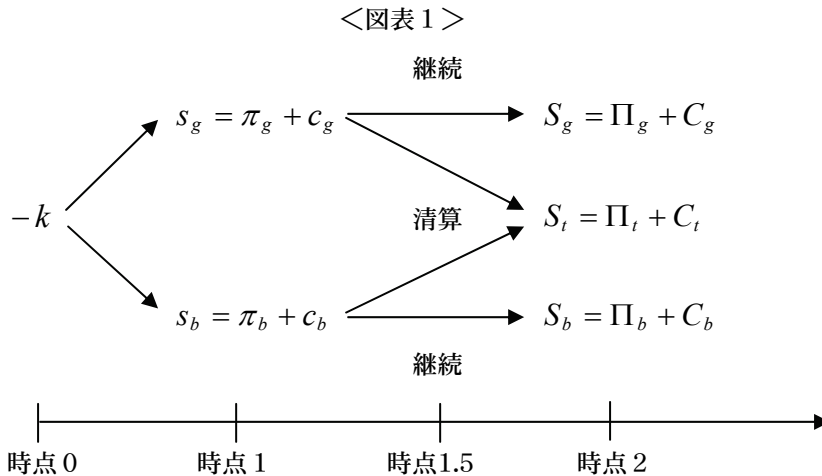 ＜図表１＞
継続
s_g = π_g + c_g
S_g = Π_g + C_g
−k
清算
S_t = Π_t + C_t
s_b = π_b + c_b
S_b = Π_b + C_b
継続
時点０ 時点１ 時点1.5 時点２